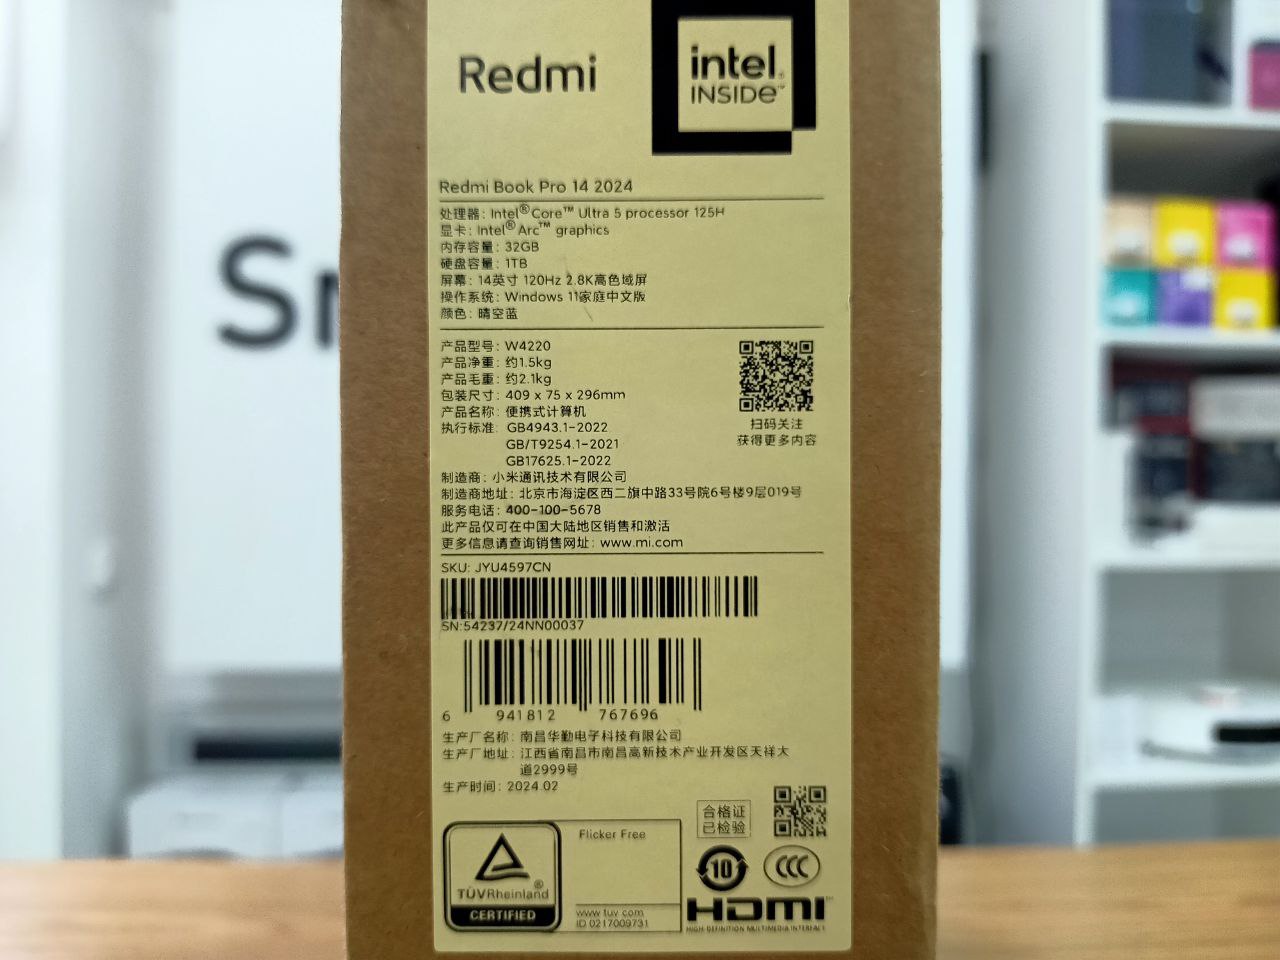 Redmi
intel.
INSIDE™
Redmi Book Pro 14 2024
处理器: Intel® Core™ Ultra 5 processor 125H
显卡: Intel® Arc™ graphics
内存容量: 32GB
硬盘容量: 1TB
屏幕: 14英寸 120Hz 2.8K高色域屏
操作系统: Windows 11家庭中文版
颜色: 晴空蓝
产品型号: W4220
产品净重: 约1.5kg
产品毛重: 约2.1kg
包装尺寸: 409 x 75 x 296mm
产品名称: 便携式计算机
执行标准: GB4943.1-2022
GB/T9254.1-2021
GB17625.1-2022
扫码关注
获得更多内容
制造商: 小米通讯技术有限公司
制造商地址: 北京市海淀区西二旗中路33号院6号楼9层019号
服务电话: 400-100-5678
此产品仅可在中国大陆地区销售和激活
更多信息请查询销售网址: www.mi.com
SKU: JYU4597CN
SN:54237/24NN00037
6 941812 767696
生产厂名称: 南昌华勤电子科技有限公司
生产厂地址: 江西省南昌市南昌高新技术产业开发区天祥大
道2999号
生产时间: 2024.02
合格证
已检验
TÜVRheinland®
CERTIFIED
Flicker Free
www.tuv.com
ID 0217009731
10
CCC
HDMI™
HIGH-DEFINITION MULTIMEDIA INTERFACE